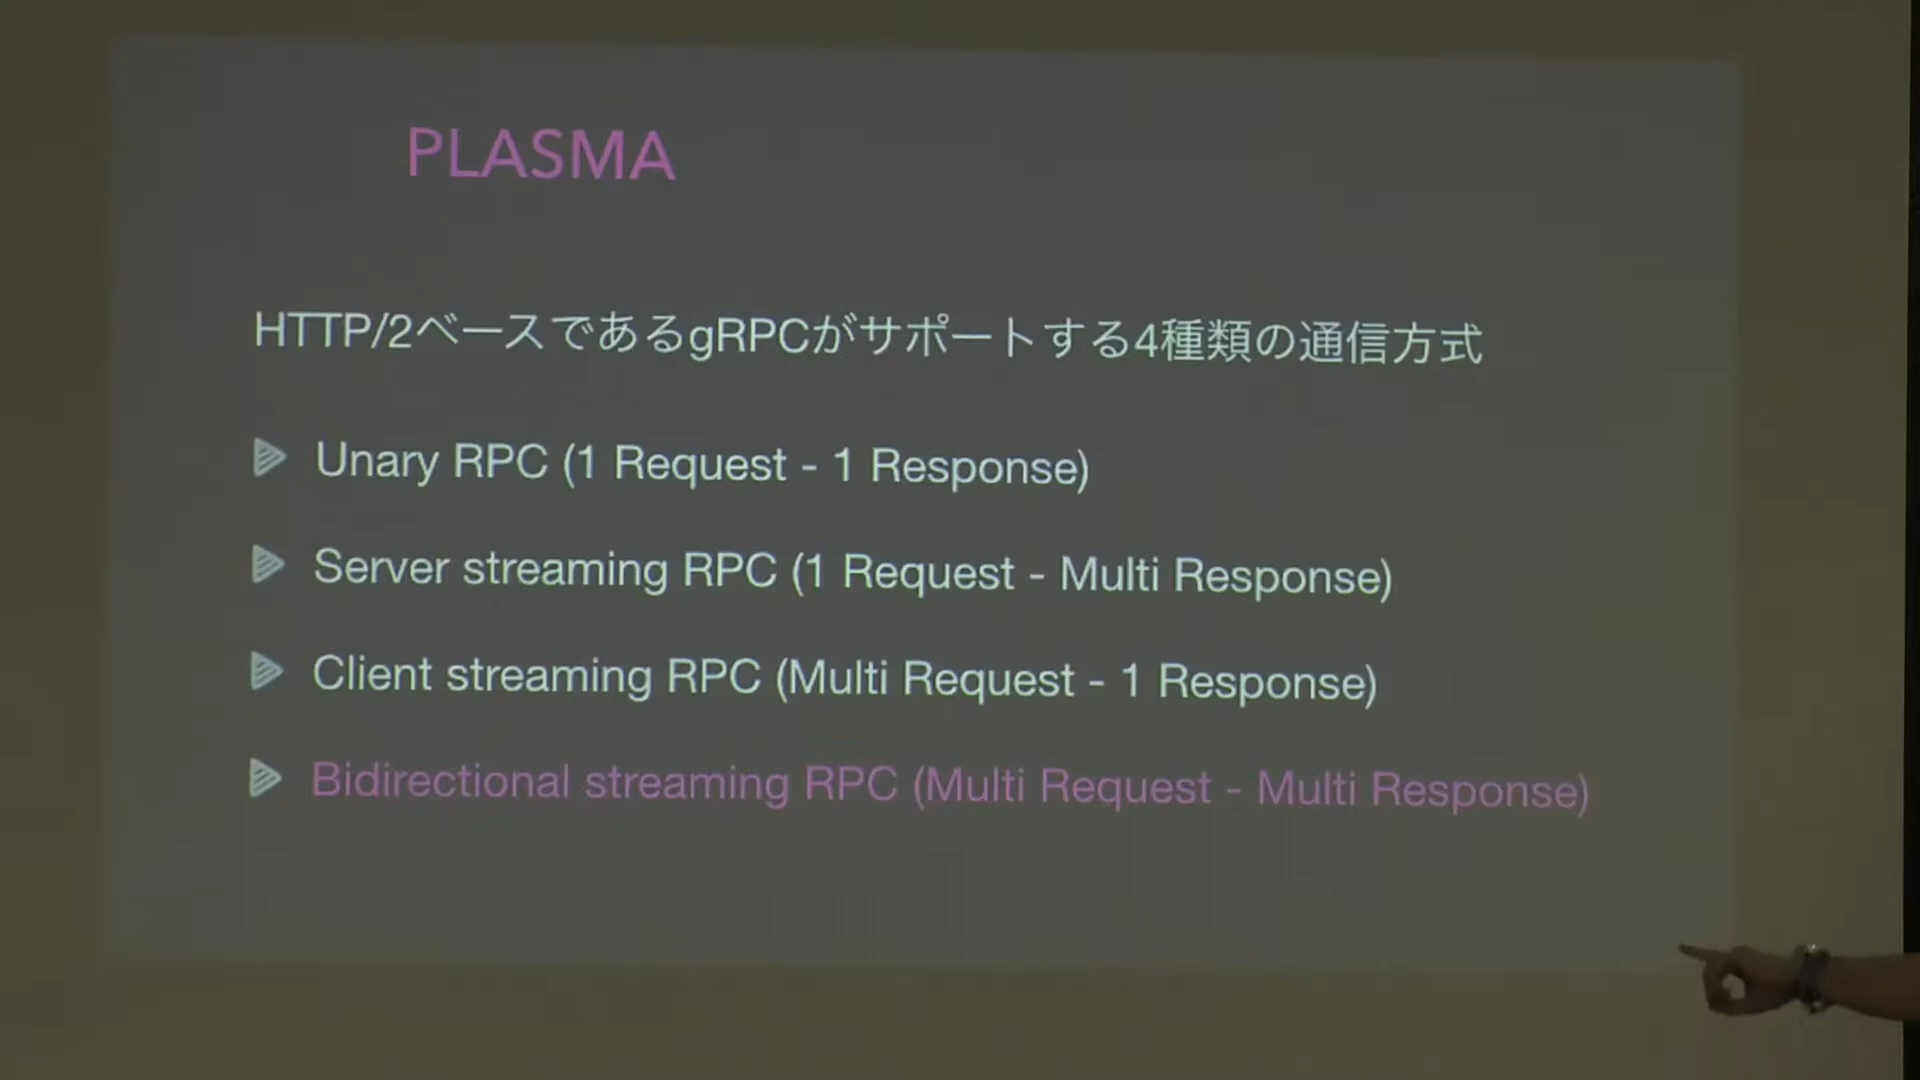 PLASMA
HTTP/2ベースであるgRPCがサポートする4種類の通信方式
Unary RPC (1 Request - 1 Response)
Server streaming RPC (1 Request - Multi Response)
Client streaming RPC (Multi Request - 1 Response)
Bidirectional streaming RPC (Multi Request - Multi Response)